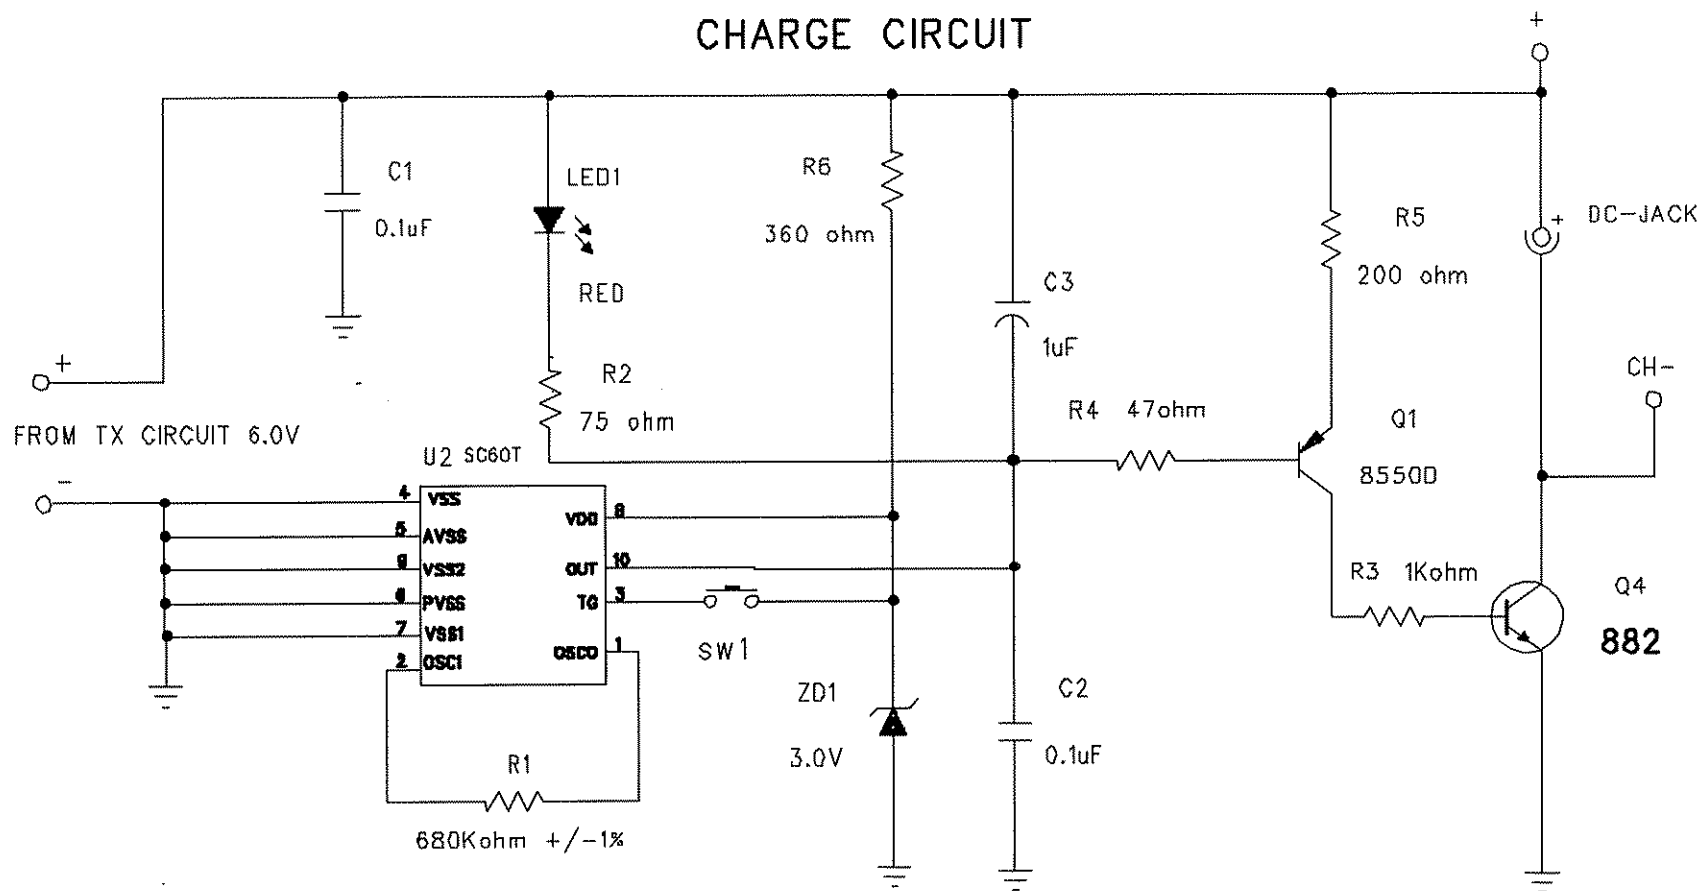 CHARGE CIRCUIT
+
C1
0.1uF
LED1
RED
R6
360 ohm
C3
1uF
R5
200 ohm
+
DC-JACK
CH-
+
FROM TX CIRCUIT 6.0V
-
R2
75 ohm
R4 47ohm
Q1
8550D
U2 SC60T
4 VSS
5 AVSS
9 VSS2
6 PVSS
7 VSS1
2 OSCI
VDD 8
OUT 10
TG 3
OSCO 1
SW1
R3 1Kohm
Q4
882
ZD1
3.0V
C2
0.1uF
R1
680Kohm +/-1%